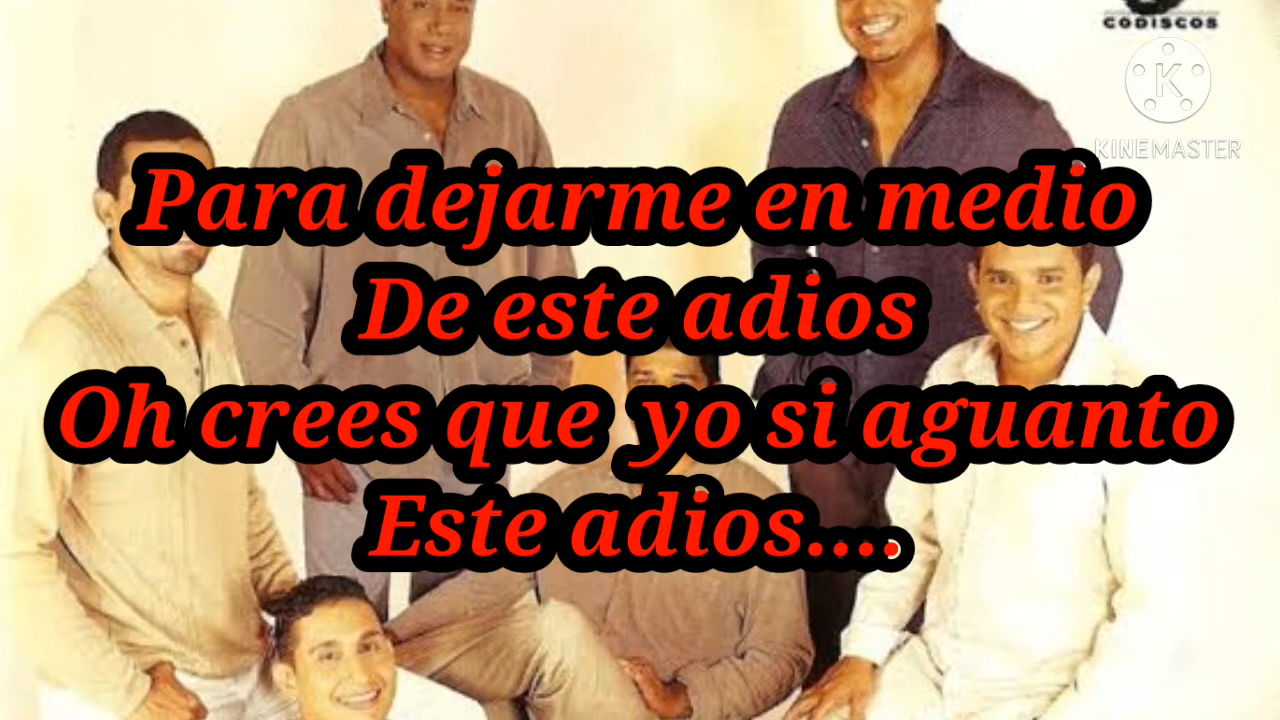 CODISCOS
K
KINEMASTER
Para dejarme en medio
De este adios
Oh crees que yo si aguanto
Este adios....